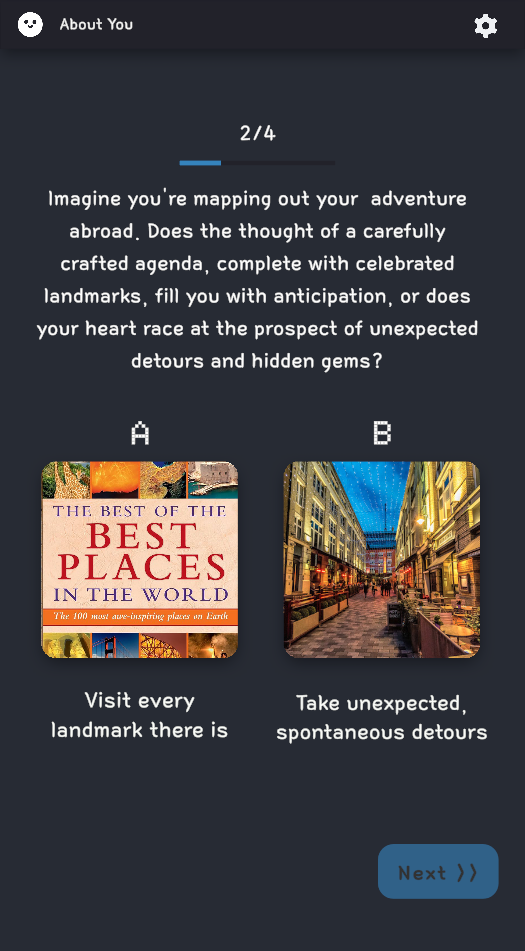 About You
2/4
Imagine you're mapping out your adventure
abroad. Does the thought of a carefully
crafted agenda, complete with celebrated
landmarks, fill you with anticipation, or does
your heart race at the prospect of unexpected
detours and hidden gems?
A
B
THE BEST OF THE
BEST
PLACES
IN THE WORLD
The 100 most awe-inspiring places on Earth
Visit every
landmark there is
Take unexpected,
spontaneous detours
Next ⟩⟩